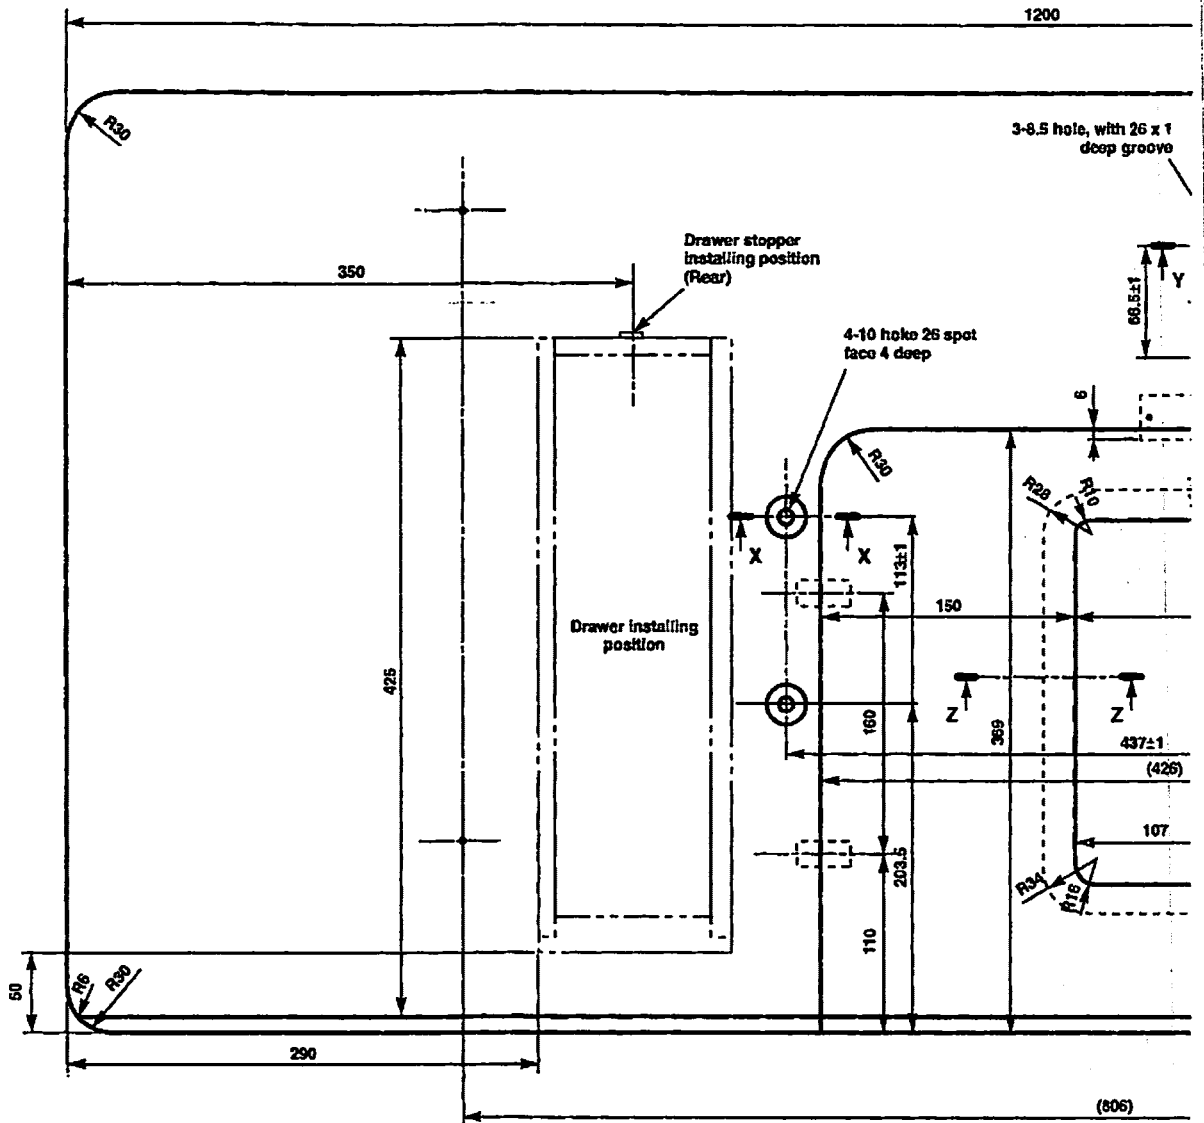 1200
R30
3-8.5 hole, with 26 x 1
deep groove
Drawer stopper
installing position
(Rear)
350
Y
68.5±1
4-10 hoke 26 spot
face 4 deep
6
R30
R28
R10
X
X
113±1
150
Drawer installing
position
425
Z
Z
160
369
437±1
(426)
107
203.5
R34
R16
110
50
R6
R30
290
(806)